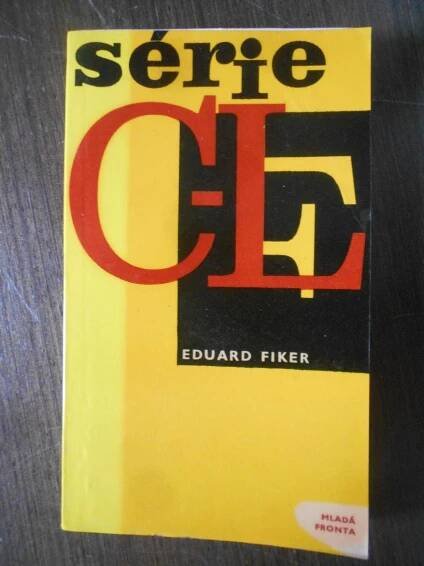 série
C-L
E
EDUARD FIKER
MLADÁ
FRONTA